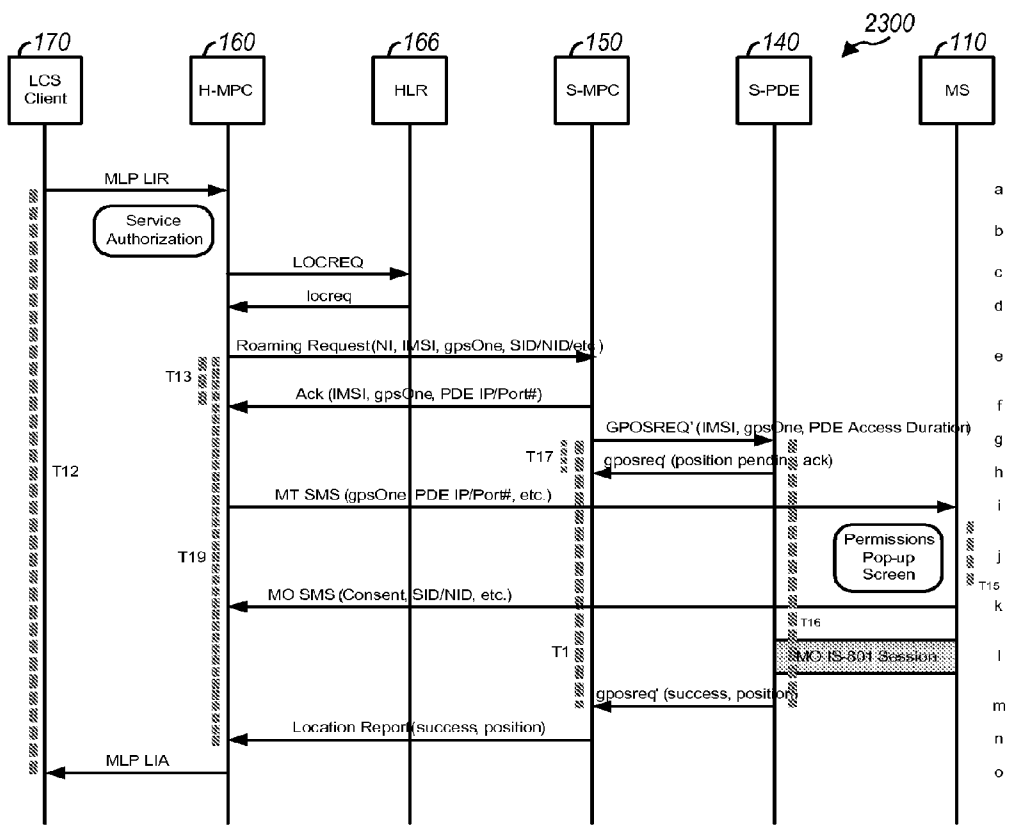 2300
170
160
166
150
140
110
LCS
Client
H-MPC
HLR
S-MPC
S-PDE
MS
MLP LIR
a
Service
Authorization
b
LOCREQ
c
locreq
d
Roaming Request (NI, IMSI, gpsOne, SID/NID/etc.)
e
T13
Ack (IMSI, gpsOne, PDE IP/Port#)
f
GPOSREQ' (IMSI, gpsOne, PDE Access Duration)
g
T17
gposreq' (position pending ack)
h
T12
MT SMS (gpsOne, PDE IP/Port#, etc.)
i
T19
Permissions
Pop-up
Screen
j
T15
MO SMS (Consent, SID/NID, etc.)
k
T16
T1
MO IS-801 Session
l
gposreq' (success, position)
m
Location Report (success, position)
n
MLP LIA
o